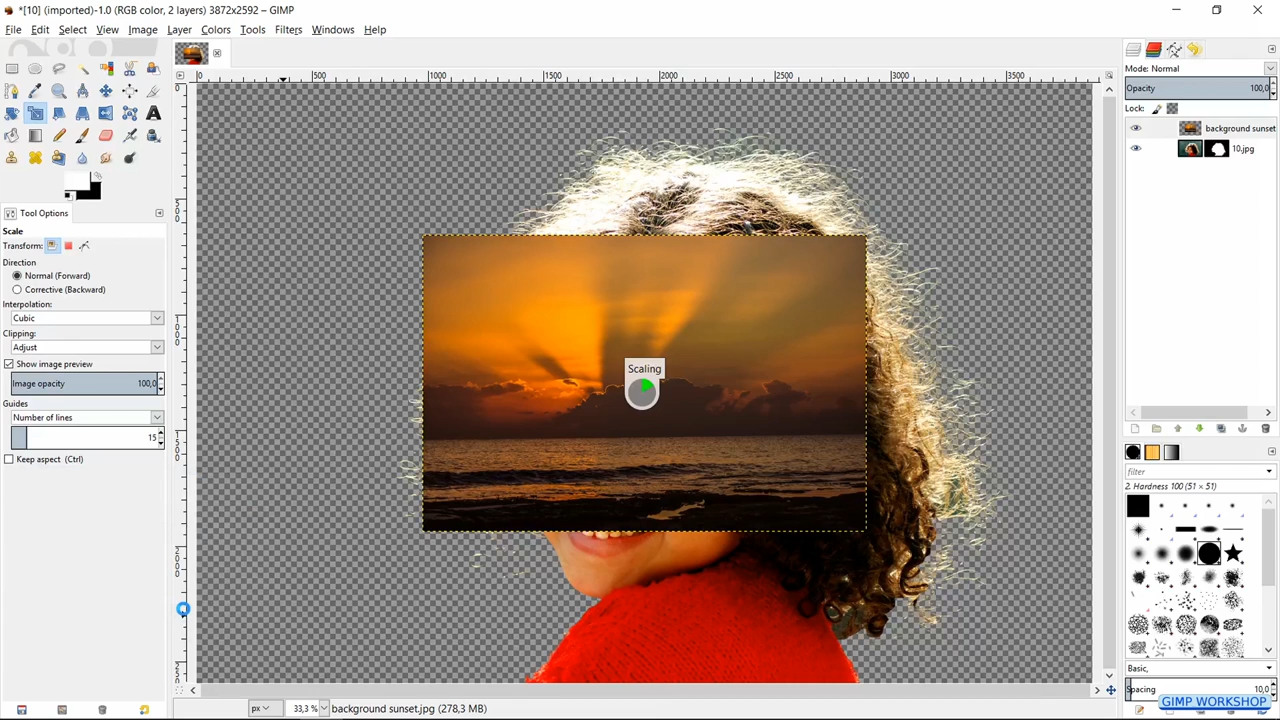 *[10] (imported)-1.0 (RGB color, 2 layers) 3872x2592 – GIMP
File Edit Select View Image Layer Colors Tools Filters Windows Help
0 500 1000 1500 2000 2500 3000 3500
Mode: Normal
Opacity 100,0
Lock:
background sunset
10.jpg
Tool Options
Scale
Transform:
Direction
Normal (Forward)
Corrective (Backward)
Interpolation:
Cubic
Clipping:
Adjust
Show image preview
Image opacity 100,0
Guides
Number of lines
15
Keep aspect (Ctrl)
Scaling
filter
2. Hardness 100 (51 × 51)
Basic,
Spacing 10,0
GIMP WORKSHOP
px 33,3 % background sunset.jpg (278,3 MB)